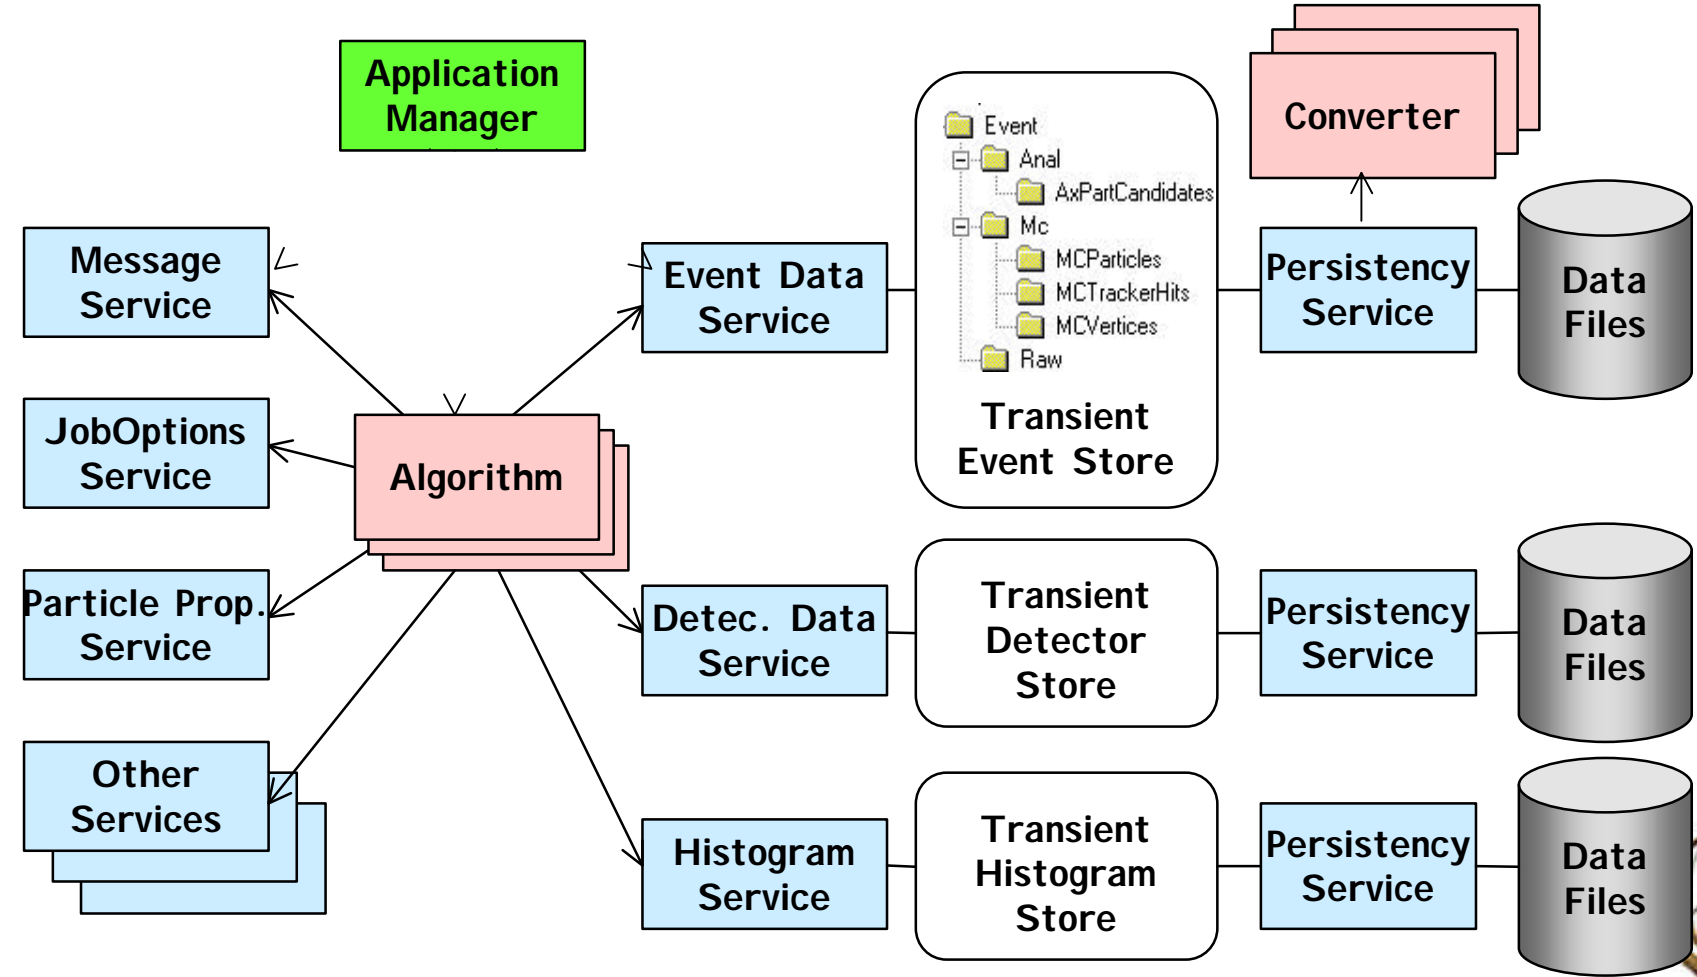 Application
Manager
Converter
Event
Anal
AxPartCandidates
Mc
MCParticles
MCTrackerHits
MCVertices
Raw
Transient
Event Store
Message
Service
Event Data
Service
Persistency
Service
Data
Files
JobOptions
Service
Algorithm
Particle Prop.
Service
Detec. Data
Service
Transient
Detector
Store
Persistency
Service
Data
Files
Other
Services
Histogram
Service
Transient
Histogram
Store
Persistency
Service
Data
Files